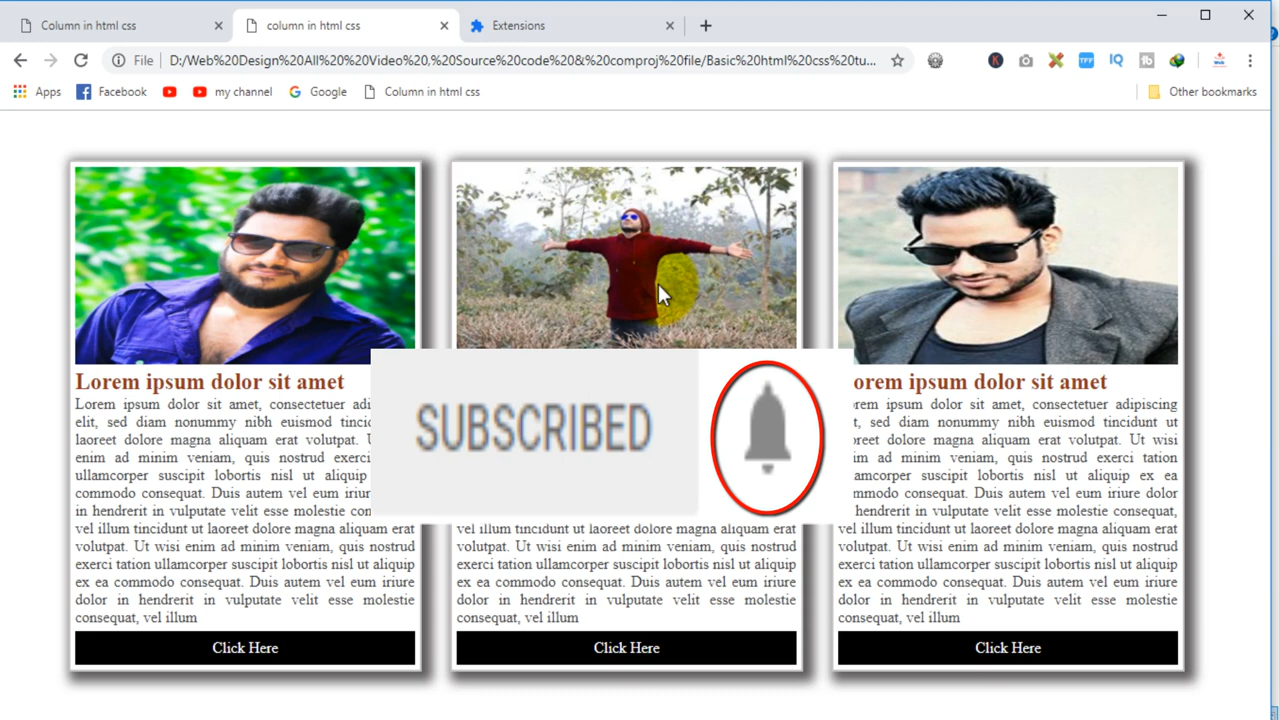 Column in html css
column in html css
Extensions
File
D:/Web%20Design%20All%20%20Video%20,%20Source%20code%20&%20comproj%20file/Basic%20html%20css%20tu...
TFF
IQ
Apps
Facebook
my channel
Google
Column in html css
Other bookmarks
Lorem ipsum dolor sit amet
Lorem ipsum dolor sit amet, consectetuer adi
elit, sed diam nonummy nibh euismod tincid
laoreet dolore magna aliquam erat volutpat. U
enim ad minim veniam, quis nostrud exerci
ullamcorper suscipit lobortis nisl ut aliquip
commodo consequat. Duis autem vel eum iriur
in hendrerit in vulputate velit esse molestie con
vel illum tincidunt ut laoreet dolore magna aliquam erat
volutpat. Ut wisi enim ad minim veniam, quis nostrud
exerci tation ullamcorper suscipit lobortis nisl ut aliquip
ex ea commodo consequat. Duis autem vel eum iriure
dolor in hendrerit in vulputate velit esse molestie
consequat, vel illum
Click Here
SUBSCRIBED
vel illum tincidunt ut laoreet dolore magna aliquam erat
volutpat. Ut wisi enim ad minim veniam, quis nostrud
exerci tation ullamcorper suscipit lobortis nisl ut aliquip
ex ea commodo consequat. Duis autem vel eum iriure
dolor in hendrerit in vulputate velit esse molestie
consequat, vel illum
Click Here
orem ipsum dolor sit amet
rem ipsum dolor sit amet, consectetuer adipiscing
t, sed diam nonummy nibh euismod tincidunt ut
oreet dolore magna aliquam erat volutpat. Ut wisi
im ad minim veniam, quis nostrud exerci tation
amcorper suscipit lobortis nisl ut aliquip ex ea
mmodo consequat. Duis autem vel eum iriure dolor
hendrerit in vulputate velit esse molestie consequat,
vel illum tincidunt ut laoreet dolore magna aliquam erat
volutpat. Ut wisi enim ad minim veniam, quis nostrud
exerci tation ullamcorper suscipit lobortis nisl ut aliquip
ex ea commodo consequat. Duis autem vel eum iriure
dolor in hendrerit in vulputate velit esse molestie
consequat, vel illum
Click Here